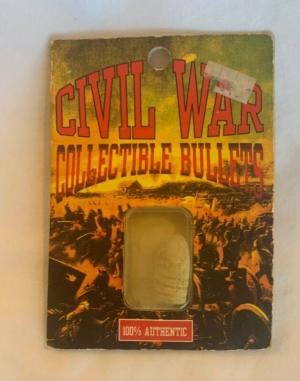 CIVIL WAR
COLLECTIBLE BULLETS
100% AUTHENTIC